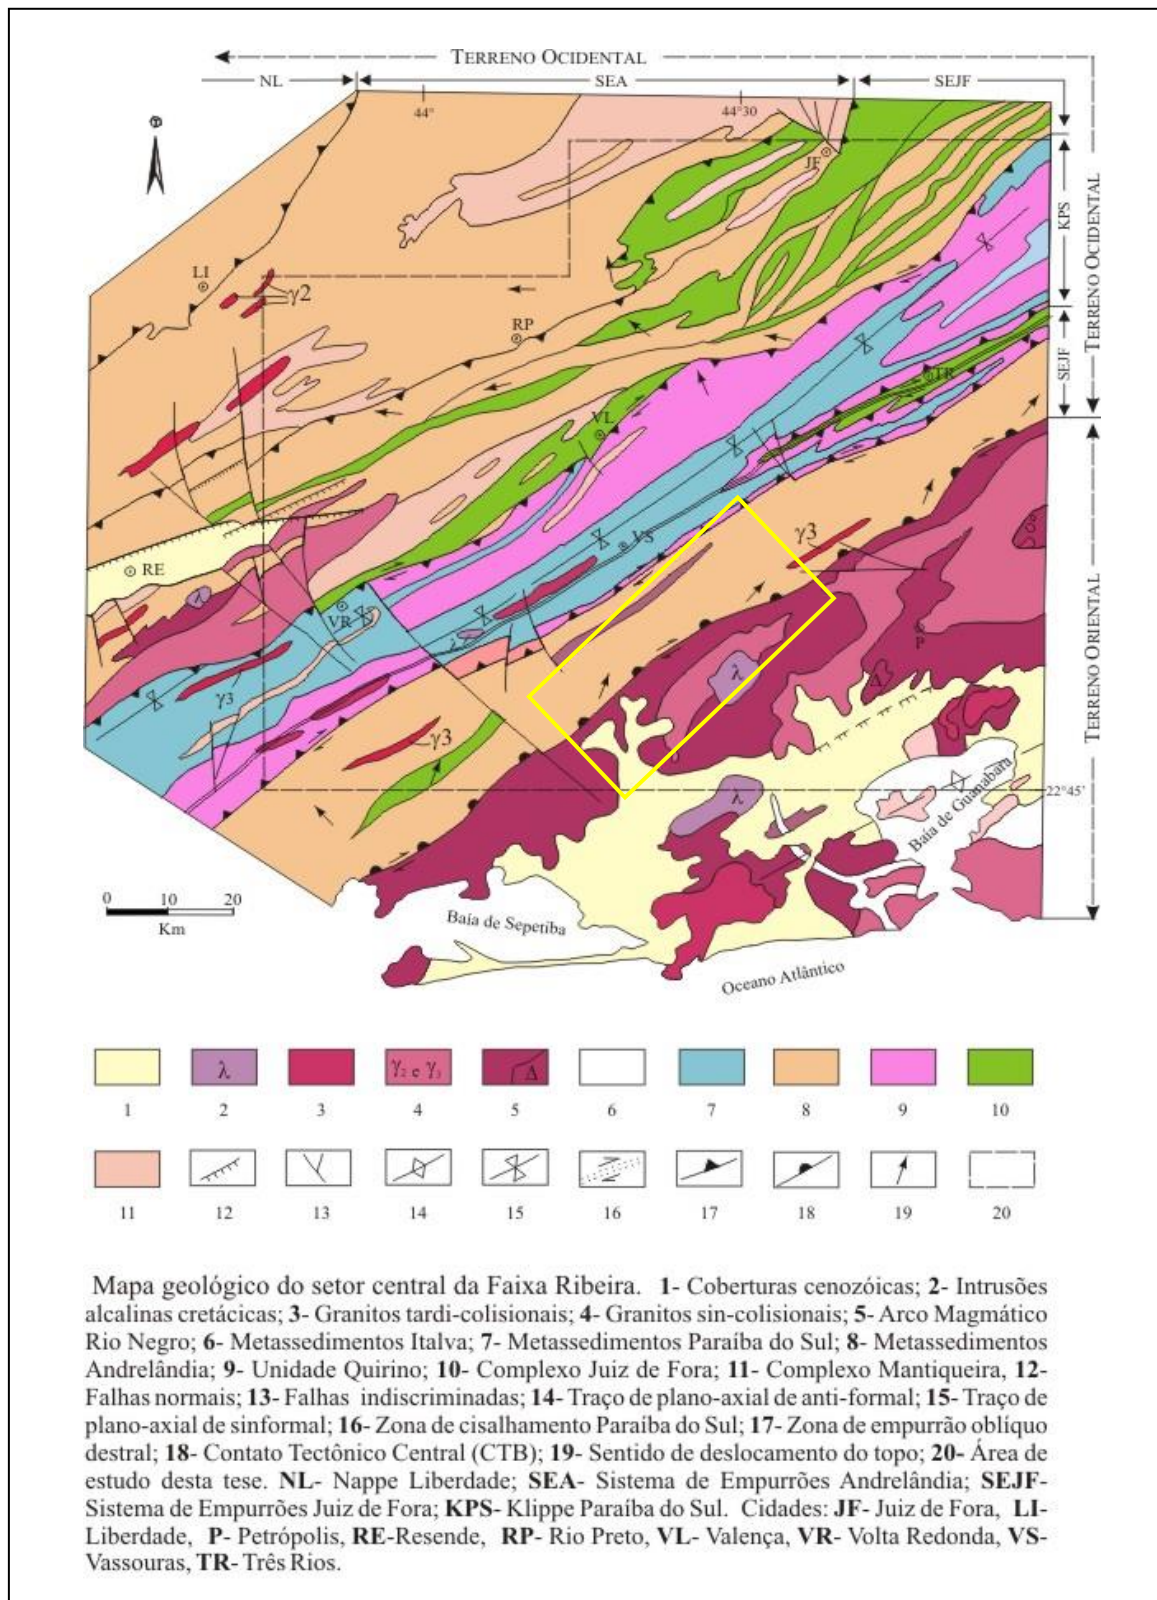 TERRENO OCIDENTAL
NL
SEA
SEJF
44°
44°30
JF
KPS
TERRENO OCIDENTAL
LI
γ2
RP
SEJF
TR
VL
VS
γ3
RE
λ
VR
λ
γ3
λ
P
Δ
TERRENO ORIENTAL
γ3
22°45'
λ
Baía de Guanabara
0 10 20
Km
Baía de Sepetiba
Oceano Atlântico
λ γ₂ e γ₃ Δ
1 2 3 4 5 6 7 8 9 10
11 12 13 14 15 16 17 18 19 20
Mapa geológico do setor central da Faixa Ribeira. 1- Coberturas cenozóicas; 2- Intrusões
alcalinas cretácicas; 3- Granitos tardi-colisionais; 4- Granitos sin-colisionais; 5- Arco Magmático
Rio Negro; 6- Metassedimentos Italva; 7- Metassedimentos Paraíba do Sul; 8- Metassedimentos
Andrelândia; 9- Unidade Quirino; 10- Complexo Juiz de Fora; 11- Complexo Mantiqueira, 12-
Falhas normais; 13- Falhas indiscriminadas; 14- Traço de plano-axial de anti-formal; 15- Traço de
plano-axial de sinformal; 16- Zona de cisalhamento Paraíba do Sul; 17- Zona de empurrão oblíquo
destral; 18- Contato Tectônico Central (CTB); 19- Sentido de deslocamento do topo; 20- Área de
estudo desta tese. NL- Nappe Liberdade; SEA- Sistema de Empurrões Andrelândia; SEJF-
Sistema de Empurrões Juiz de Fora; KPS- Klippe Paraíba do Sul. Cidades: JF- Juiz de Fora, LI-
Liberdade, P- Petrópolis, RE-Resende, RP- Rio Preto, VL- Valença, VR- Volta Redonda, VS-
Vassouras, TR- Três Rios.